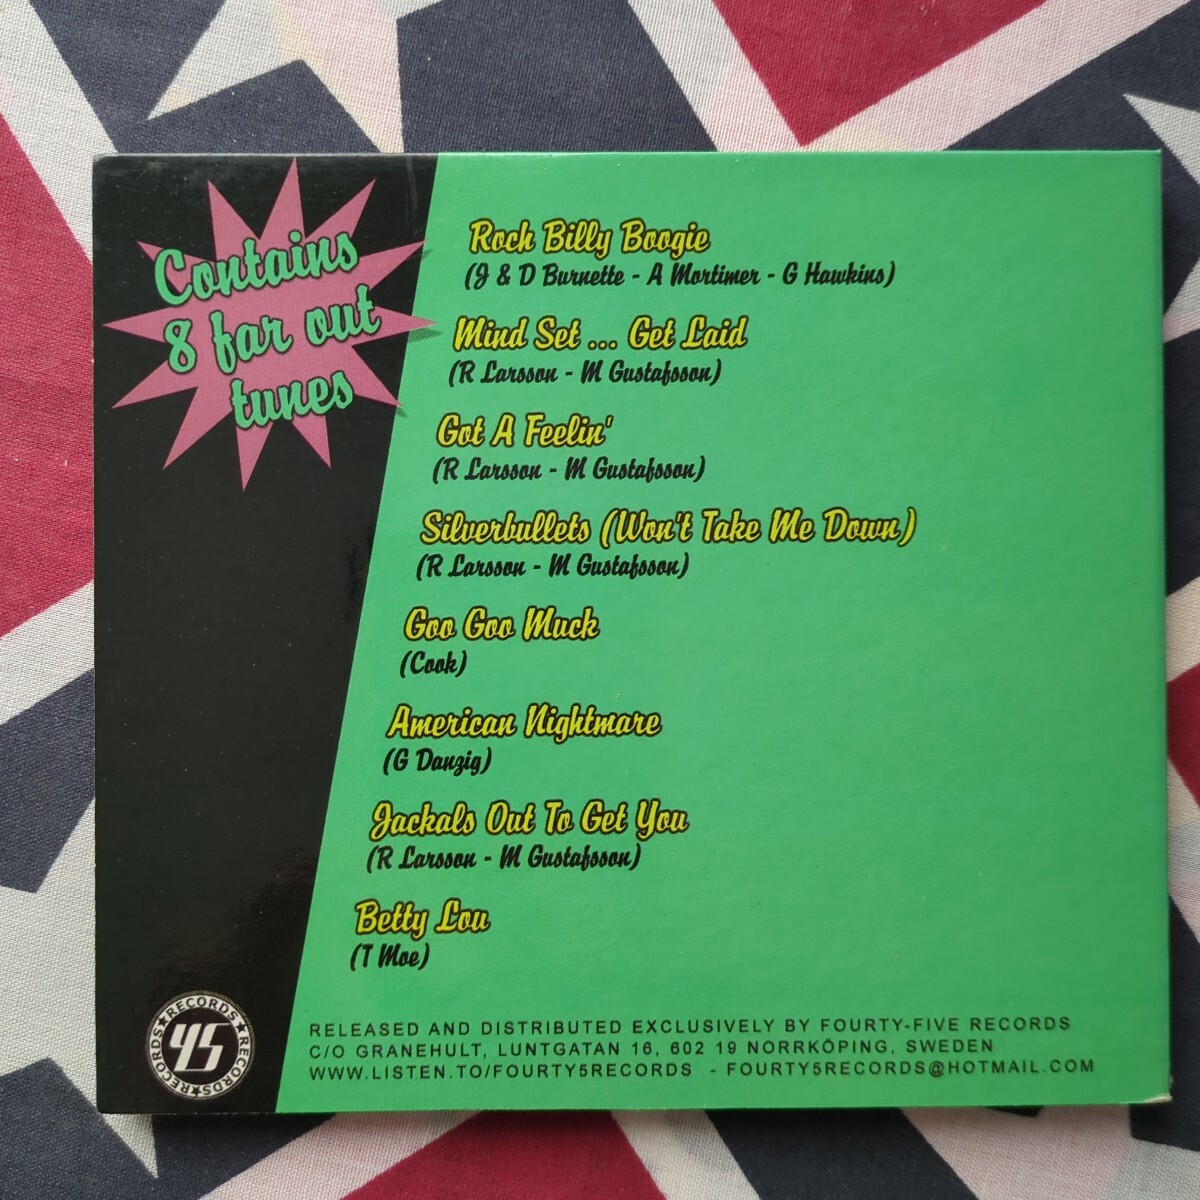 Contains
8 far out
tunes
Rock Billy Boogie
(J & D Burnette - A Mortimer - G Hawkins)
Mind Set ... Get Laid
(R Larsson - M Gustafsson)
Got A Feelin'
(R Larsson - M Gustafsson)
Silverbullets (Won't Take Me Down)
(R Larsson - M Gustafsson)
Goo Goo Muck
(Cook)
American Nightmare
(G Danzig)
Jackals Out To Get You
(R Larsson - M Gustafsson)
Betty Lou
(T Moe)
RECORDS★RECORDS★RECORDS★
45
RELEASED AND DISTRIBUTED EXCLUSIVELY BY FOURTY-FIVE RECORDS
C/O GRANEHULT, LUNTGATAN 16, 602 19 NORRKÖPING, SWEDEN
WWW.LISTEN.TO/FOURTY5RECORDS - FOURTY5RECORDS@HOTMAIL.COM